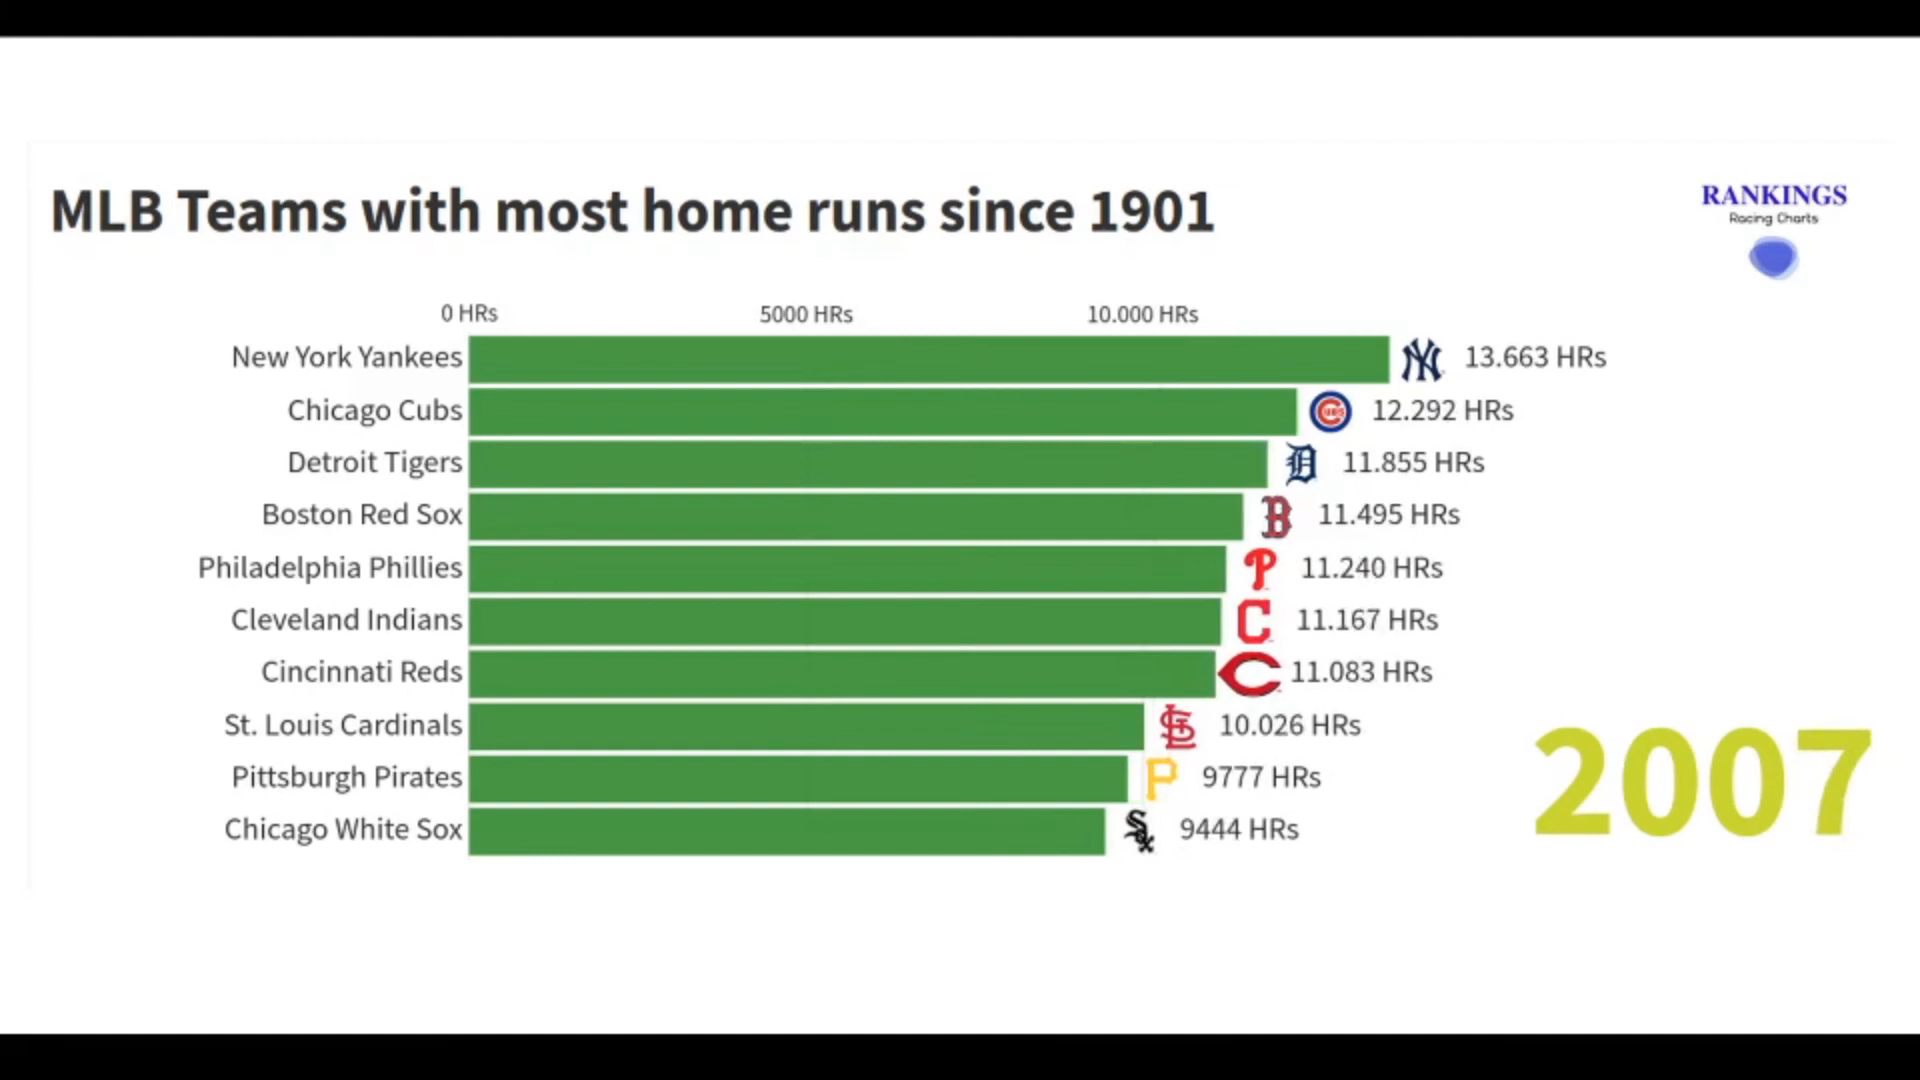 MLB Teams with most home runs since 1901
RANKINGS
Racing Charts
0 HRs 5000 HRs 10.000 HRs
New York Yankees 13.663 HRs
Chicago Cubs CUBS 12.292 HRs
Detroit Tigers D 11.855 HRs
Boston Red Sox B 11.495 HRs
Philadelphia Phillies P 11.240 HRs
Cleveland Indians C 11.167 HRs
Cincinnati Reds C 11.083 HRs
St. Louis Cardinals STL 10.026 HRs
Pittsburgh Pirates P 9777 HRs
Chicago White Sox Sox 9444 HRs
2007